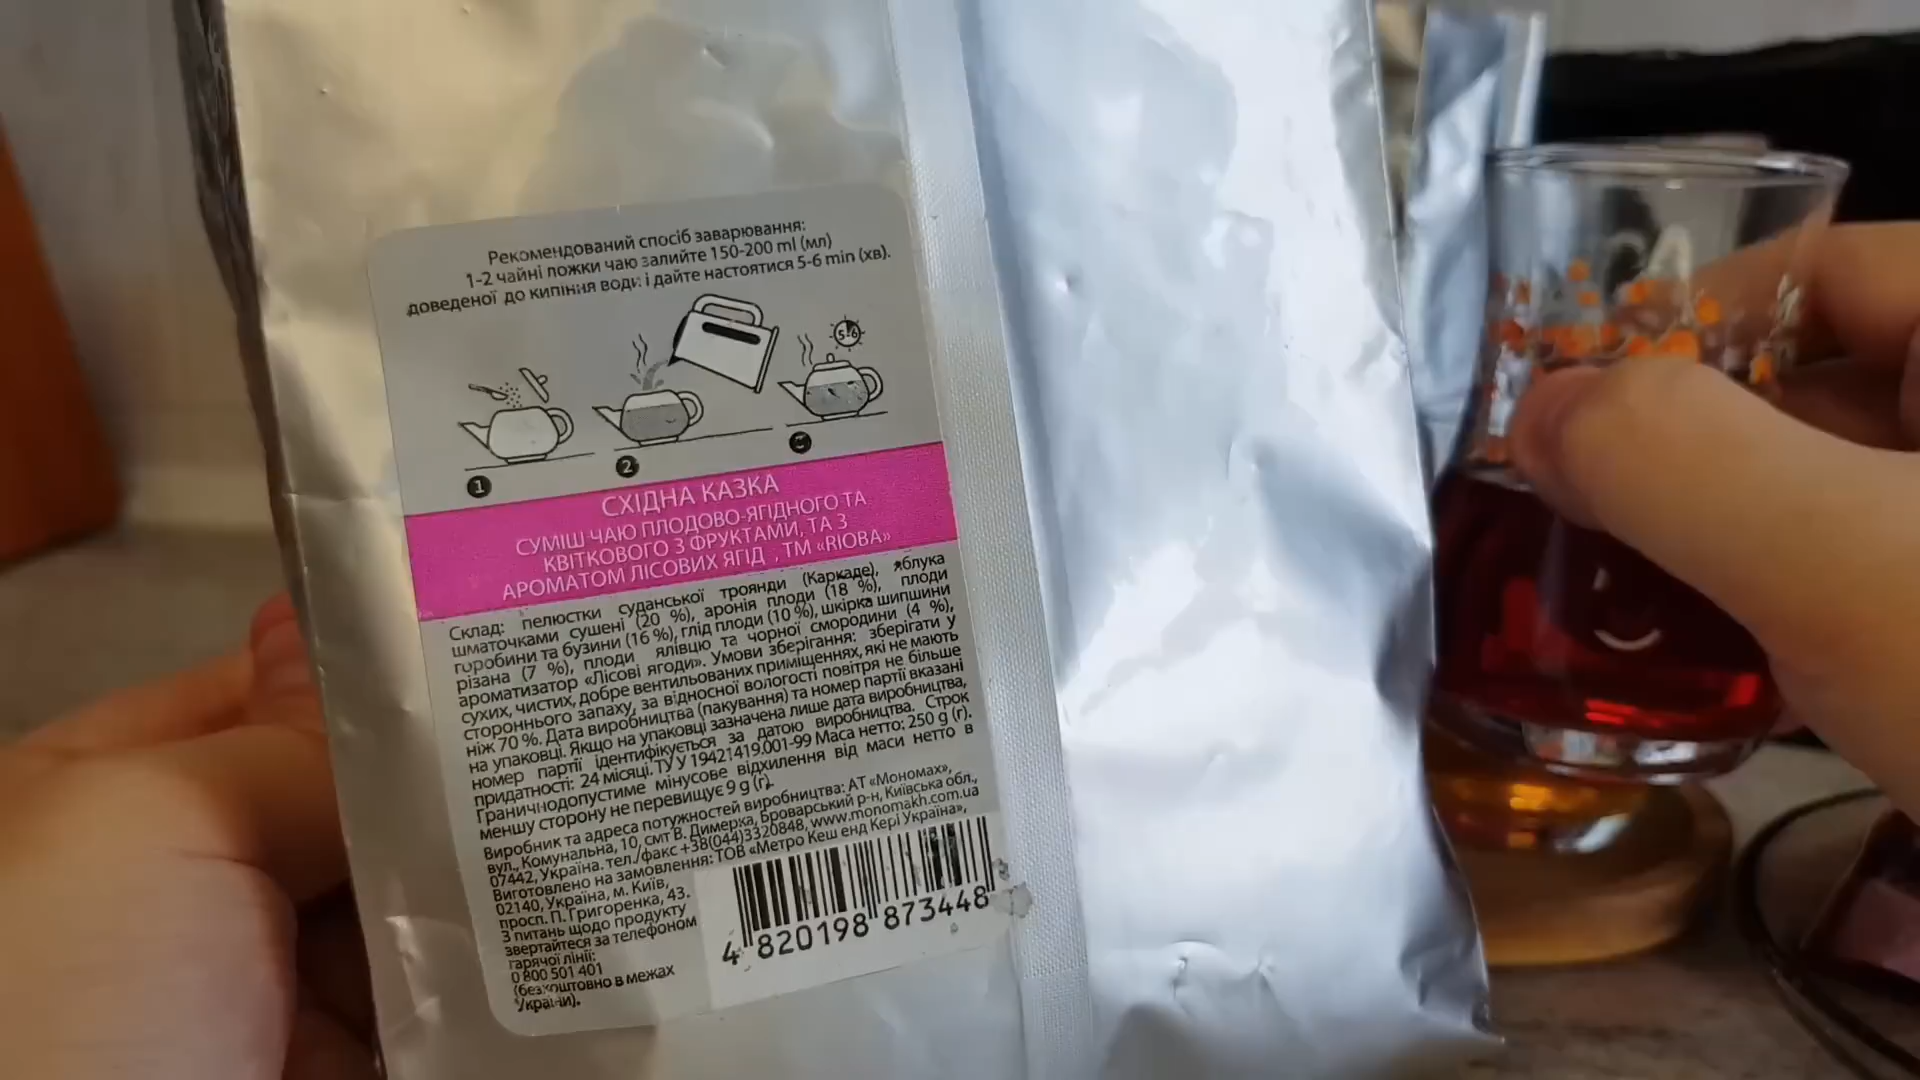 Рекомендований спосіб заварювання:
1-2 чайні ложки чаю залийте 150-200 ml (мл)
доведеної до кипіння води і дайте настоятися 5-6 min (хв).
5-6
1
2
СХІДНА КАЗКА
СУМІШ ЧАЮ ПЛОДОВО-ЯГІДНОГО ТА
КВІТКОВОГО З ФРУКТАМИ, ТА З
АРОМАТОМ ЛІСОВИХ ЯГІД , ТМ «RIOBA»
Склад: пелюстки суданської троянди (Каркаде), яблука
шматочками сушені (20 %), аронія плоди (18 %), плоди
горобини та бузини (16 %), глід плоди (10 %), шкірка шипшини
різана (7 %), плоди ялівцю та чорної смородини (4 %),
ароматизатор «Лісові ягоди». Умови зберігання: зберігати у
сухих, чистих, добре вентильованих приміщеннях, які не мають
стороннього запаху, за відносної вологості повітря не більше
ніж 70 %. Дата виробництва (пакування) та номер партії вказані
на упаковці. Якщо на упаковці зазначена лише дата виробництва,
номер партії ідентифікується за датою виробництва. Строк
придатності: 24 місяці. ТУ У 19421419.001-99 Маса нетто: 250 g (г).
Граничнодопустиме мінусове відхилення від маси нетто в
меншу сторону не перевищує 9 g (г).
Виробник та адреса потужностей виробництва: АТ «Мономах»,
вул., Комунальна, 10, смт В. Димерка, Броварський р-н, Київська обл.,
07442, Україна. тел./факс +38(044)3320848, www.monomakh.com.ua
Виготовлено на замовлення: ТОВ «Метро Кеш енд Кері Україна»,
02140, Україна, м. Київ,
просп. П. Григоренка, 43.
З питань щодо продукту
звертайтеся за телефоном
гарячої лінії:
0 800 501 401
(безкоштовно в межах
України).
4 820198 873448